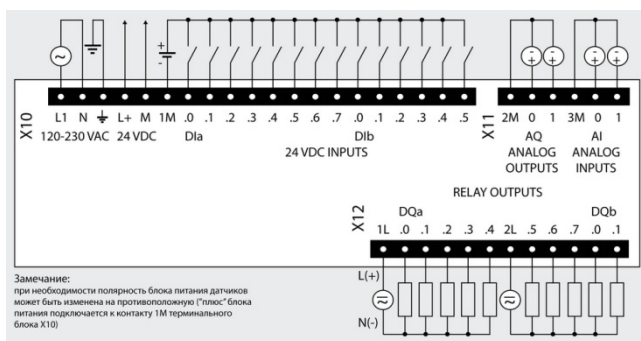 X10
L1 N L+ M 1M .0 .1 .2 .3 .4 .5 .6 .7 .0 .1 .2 .3 .4 .5
120-230 VAC 24 VDC DIa DIb
24 VDC INPUTS
X11
2M 0 1 3M 0 1
AQ AI
ANALOG ANALOG
OUTPUTS INPUTS
RELAY OUTPUTS
X12
DQa DQb
1L .0 .1 .2 .3 .4 2L .5 .6 .7 .0 .1
L(+)
N(-)
Замечание:
при необходимости полярность блока питания датчиков
может быть изменена на противоположную ("плюс" блока
питания подключается к контакту 1М терминального
блока X10)